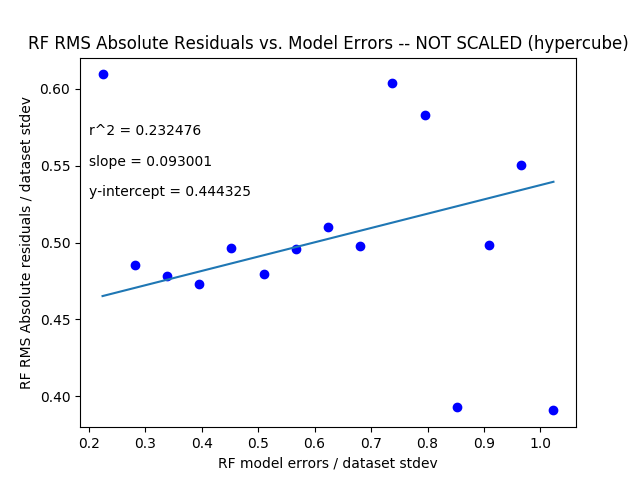 RF RMS Absolute Residuals vs. Model Errors -- NOT SCALED (hypercube)
RF RMS Absolute residuals / dataset stdev
0.60
0.55
0.50
0.45
0.40
r^2 = 0.232476
slope = 0.093001
y-intercept = 0.444325
0.2 0.3 0.4 0.5 0.6 0.7 0.8 0.9 1.0
RF model errors / dataset stdev